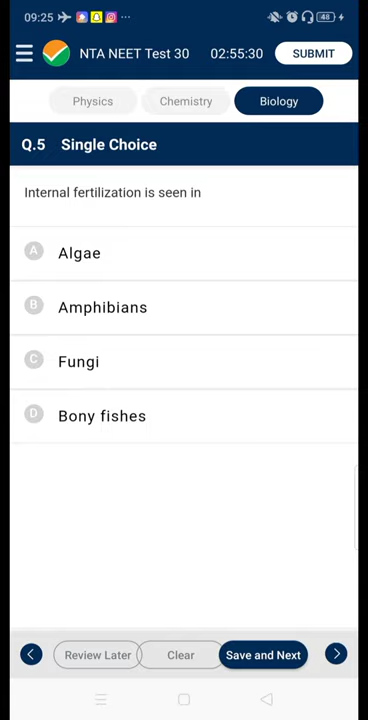 09:25 48
NTA NEET Test 30 02:55:30 SUBMIT
Physics Chemistry Biology
Q.5 Single Choice
Internal fertilization is seen in
A Algae
B Amphibians
C Fungi
D Bony fishes
Review Later Clear Save and Next